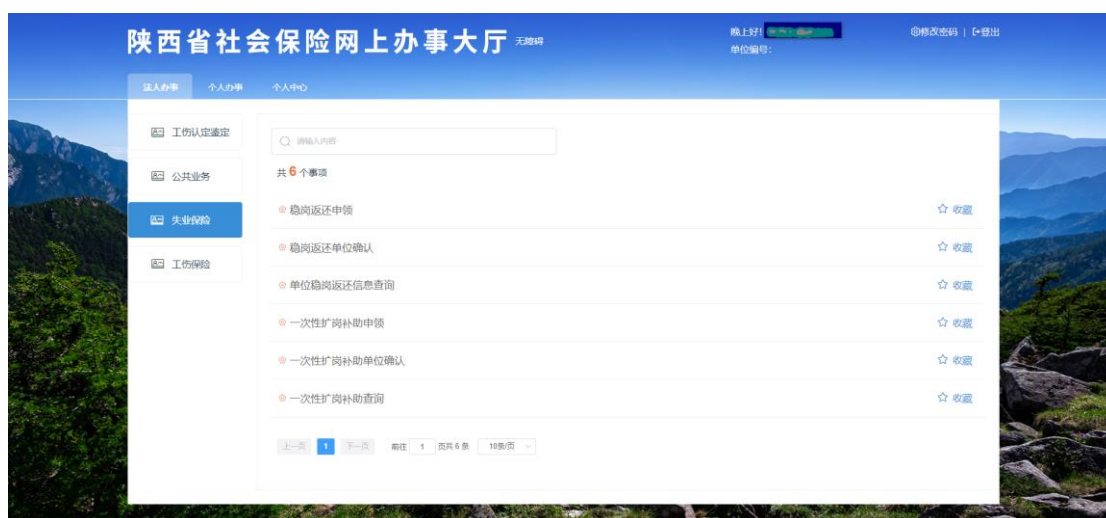 陕西省社会保险网上办事大厅 无障碍
晚上好!
单位编号:
修改密码 | 登出
法人办事 个人办事 个人中心
工伤认定鉴定
公共业务
失业保险
工伤保险
请输入内容
共 6 个事项
稳岗返还申领 收藏
稳岗返还单位确认 收藏
单位稳岗返还信息查询 收藏
一次性扩岗补助申领 收藏
一次性扩岗补助单位确认 收藏
一次性扩岗补助查询 收藏
上一页 1 下一页 前往 1 页共 6 条 10条/页